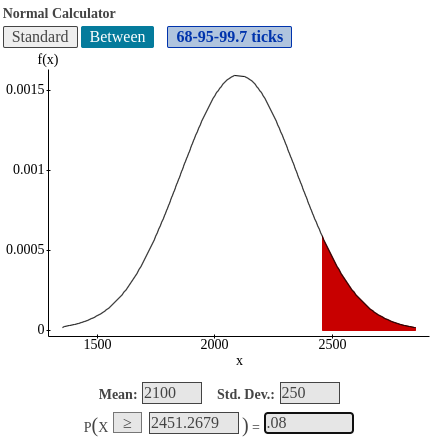 Normal Calculator
Standard Between 68-95-99.7 ticks
f(x)
0.0015
0.001
0.0005
0
1500 2000 2500
x
Mean: 2100 Std. Dev.: 250
P(X ≥ 2451.2679 ) = .08